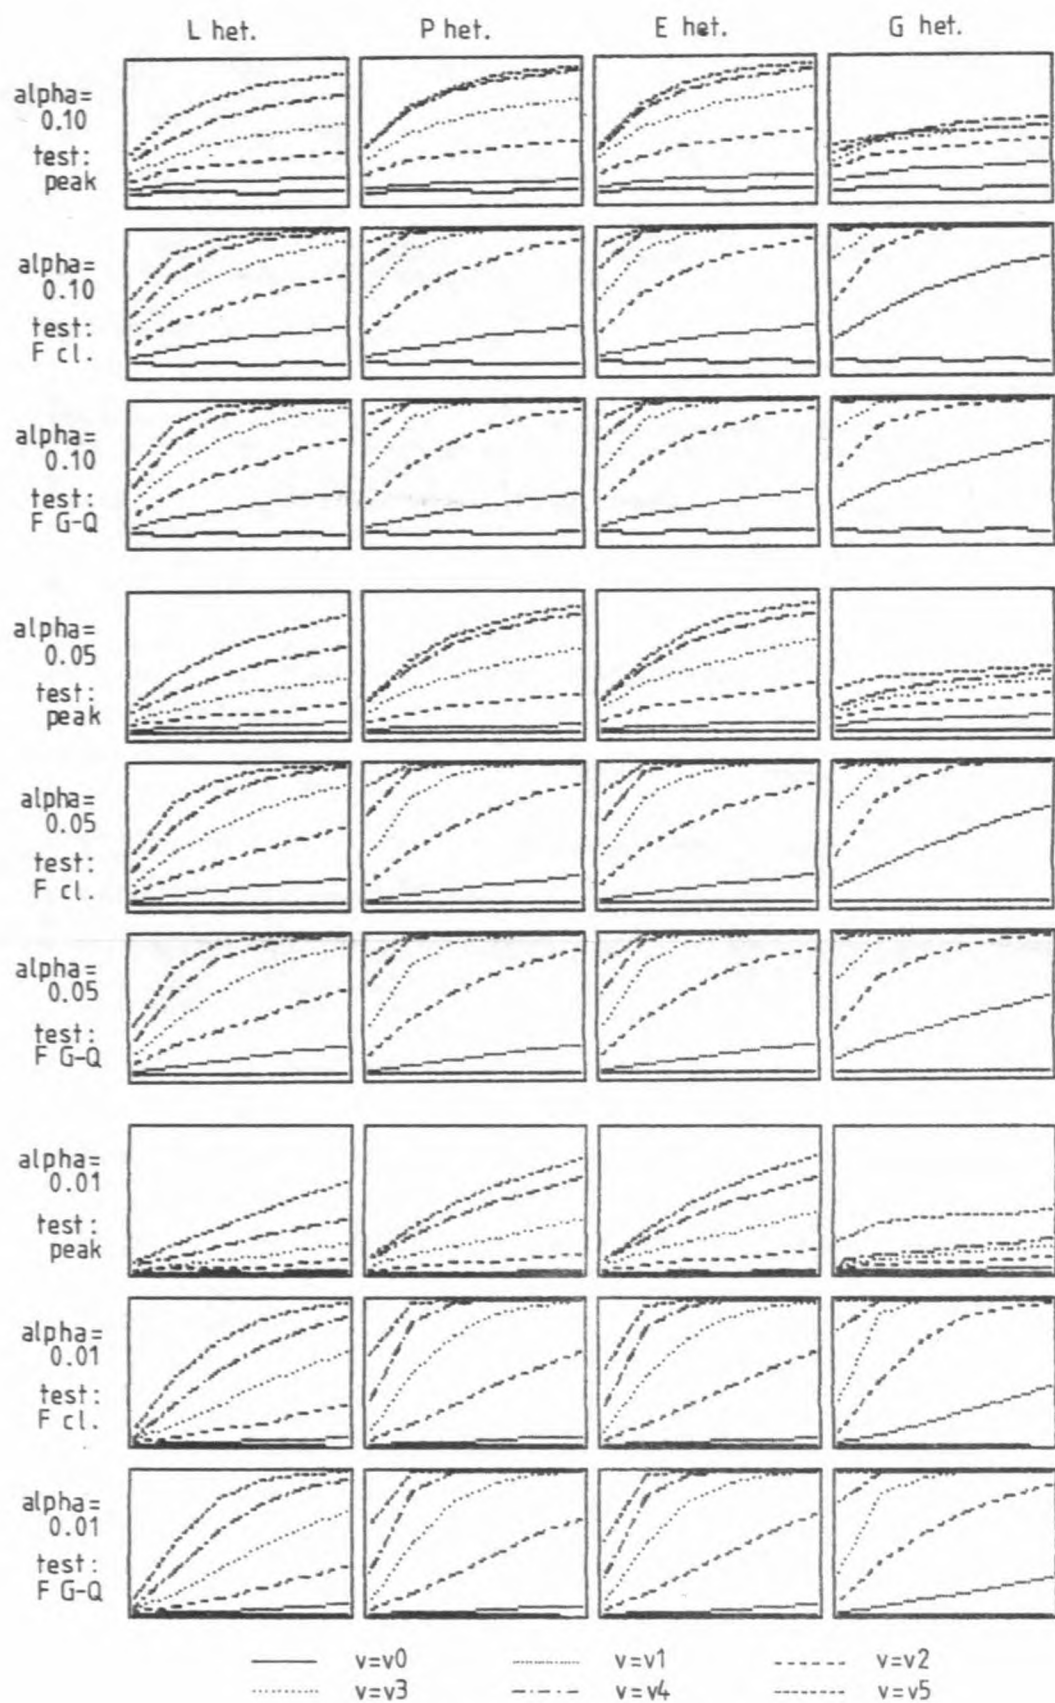 L het. P het. E het. G het.
alpha=
0.10
test:
peak
alpha=
0.10
test:
F cl.
alpha=
0.10
test:
F G-Q
alpha=
0.05
test:
peak
alpha=
0.05
test:
F cl.
alpha=
0.05
test:
F G-Q
alpha=
0.01
test:
peak
alpha=
0.01
test:
F cl.
alpha=
0.01
test:
F G-Q
v=v0 v=v1 v=v2
v=v3 v=v4 v=v5